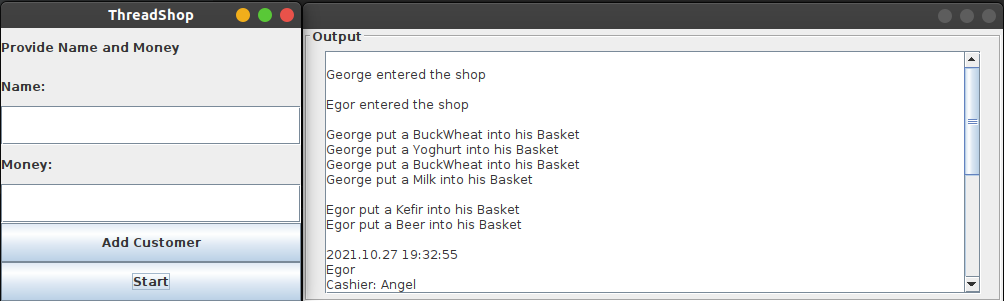 ThreadShop
Provide Name and Money
Name:
Money:
Add Customer
Start
Output
George entered the shop
Egor entered the shop
George put a BuckWheat into his Basket
George put a Yoghurt into his Basket
George put a BuckWheat into his Basket
George put a Milk into his Basket
Egor put a Kefir into his Basket
Egor put a Beer into his Basket
2021.10.27 19:32:55
Egor
Cashier: Angel